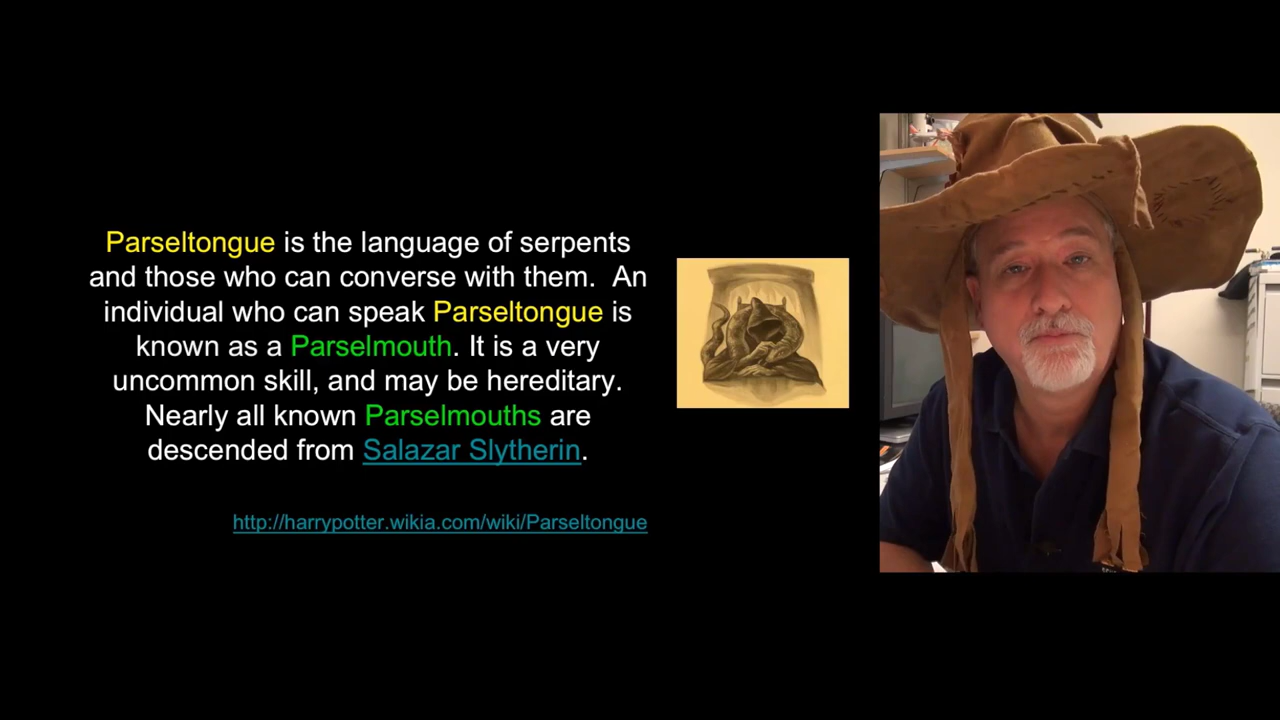 Parseltongue is the language of serpents
and those who can converse with them.  An
individual who can speak Parseltongue is
known as a Parselmouth. It is a very
uncommon skill, and may be hereditary.
Nearly all known Parselmouths are
descended from Salazar Slytherin.
http://harrypotter.wikia.com/wiki/Parseltongue